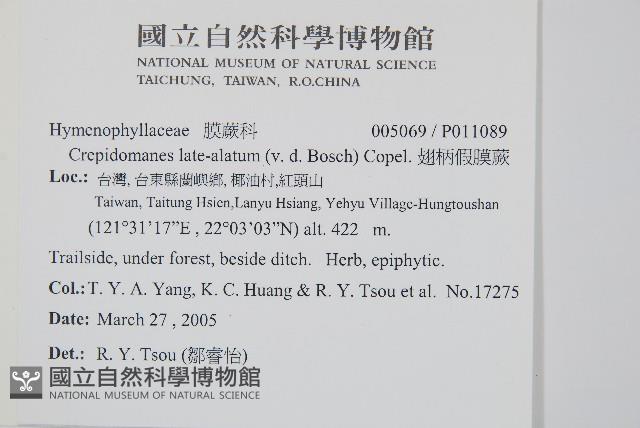 國立自然科學博物館
NATIONAL MUSEUM OF NATURAL SCIENCE
TAICHUNG, TAIWAN, R.O.CHINA
Hymenophyllaceae 膜蕨科 005069 / P011089
Crepidomanes late-alatum (v. d. Bosch) Copel. 翅柄假膜蕨
Loc.: 台灣, 台東縣蘭嶼鄉, 椰油村,紅頭山
Taiwan, Taitung Hsien,Lanyu Hsiang, Yehyu Village-Hungtoushan
(121°31'17”E , 22°03'03”N) alt. 422 m.
Trailside, under forest, beside ditch. Herb, epiphytic.
Col.: T. Y. A. Yang, K. C. Huang & R. Y. Tsou et al. No.17275
Date: March 27 , 2005
Det.: R. Y. Tsou (鄒睿怡)
國立自然科學博物館
NATIONAL MUSEUM OF NATURAL SCIENCE